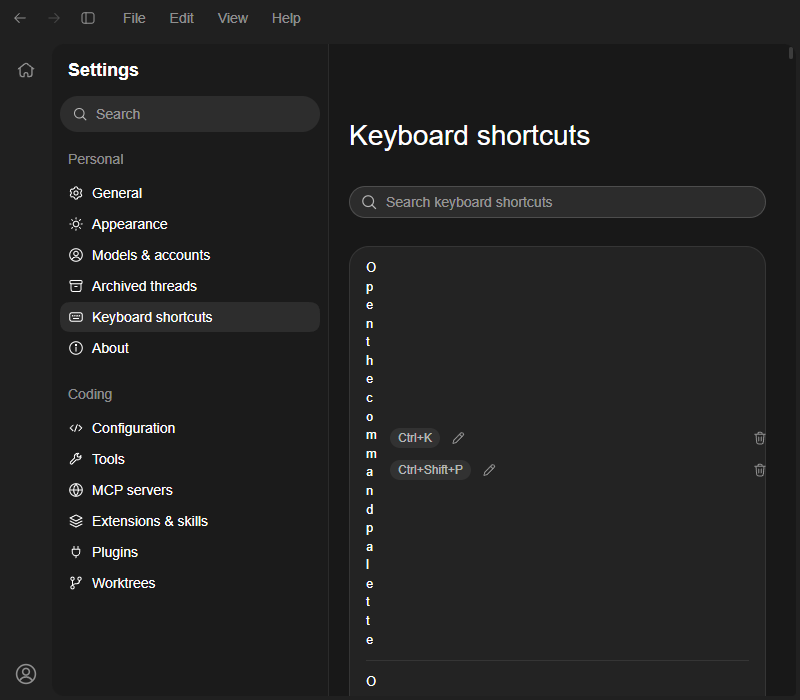 File Edit View Help
Settings
Search
Personal
General
Appearance
Models & accounts
Archived threads
Keyboard shortcuts
About
Coding
Configuration
Tools
MCP servers
Extensions & skills
Plugins
Worktrees
Keyboard shortcuts
Search keyboard shortcuts
O
p
e
n
t
h
e
c
o
m
m
a
n
d
p
a
l
e
t
t
e
Ctrl+K
Ctrl+Shift+P
O